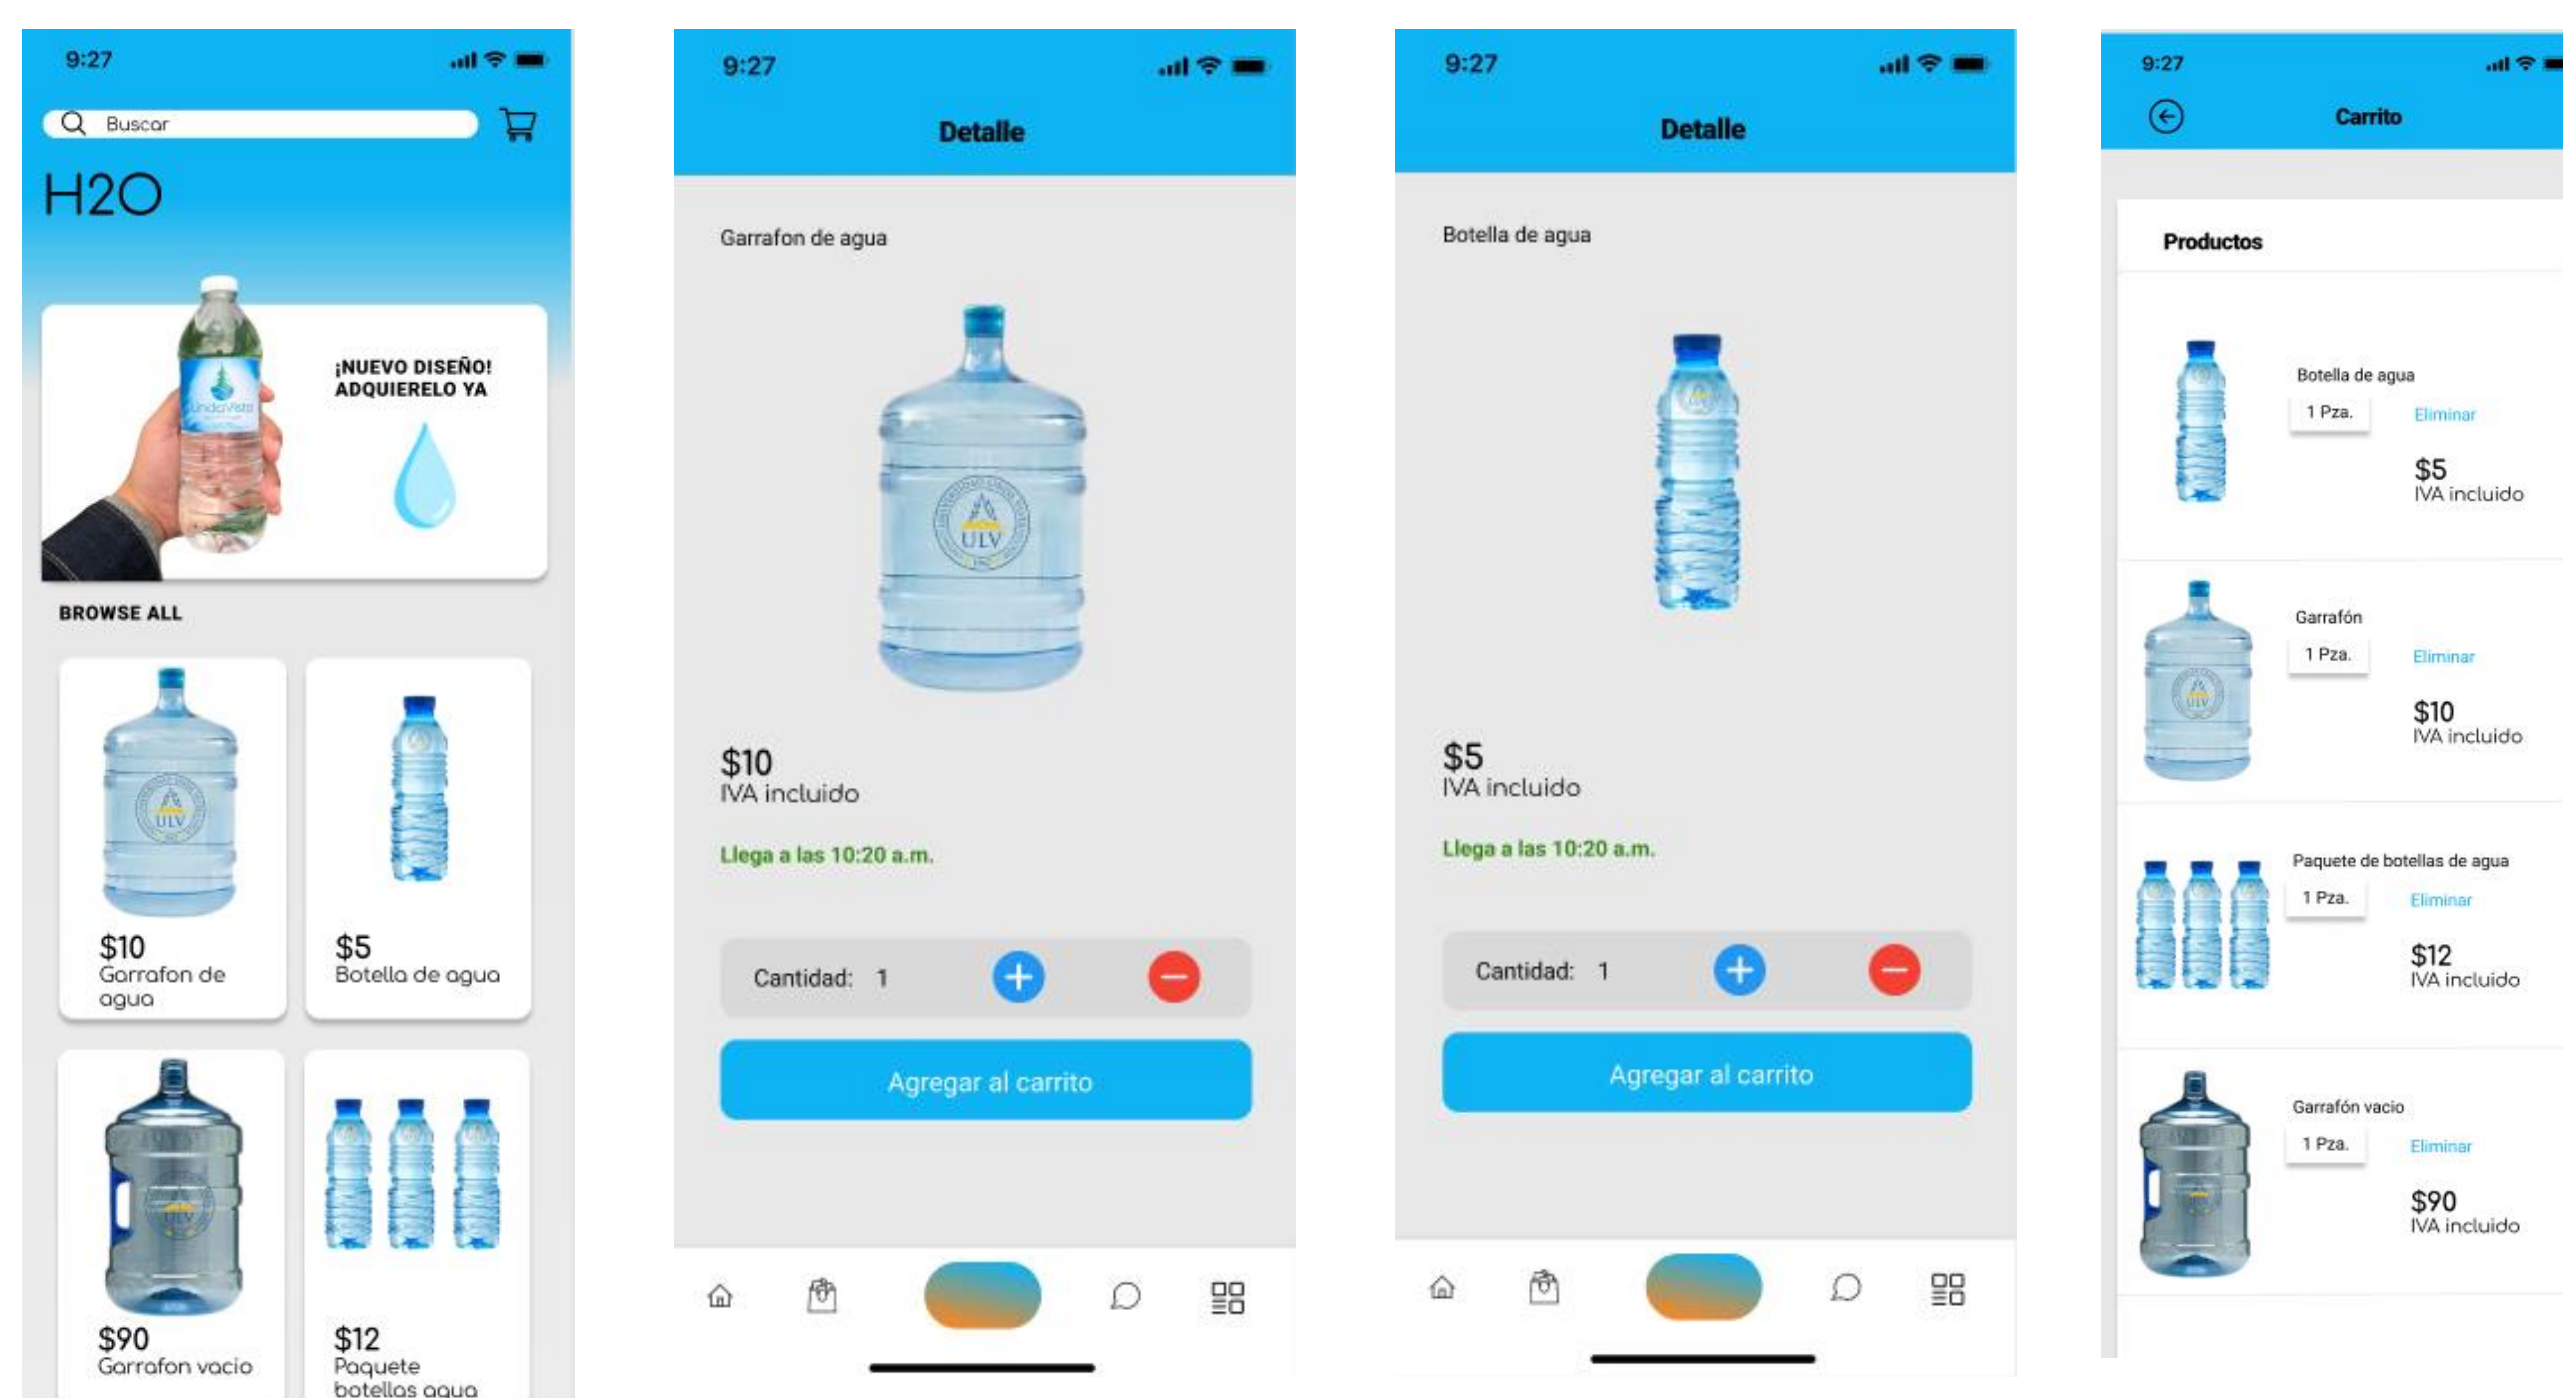 9:27
Buscar
H2O
LindaVista
¡NUEVO DISEÑO!
ADQUIERELO YA
BROWSE ALL
ULV
$10
Garrafon de
agua
$5
Botella de agua
ULV
$90
Garrafon vacio
$12
Paquete
botellas agua
9:27
Detalle
Garrafon de agua
ULV
$10
IVA incluido
Llega a las 10:20 a.m.
Cantidad: 1
Agregar al carrito
9:27
Detalle
Botella de agua
$5
IVA incluido
Llega a las 10:20 a.m.
Cantidad: 1
Agregar al carrito
9:27
Carrito
Productos
Botella de agua
1 Pza.
Eliminar
$5
IVA incluido
Garrafón
1 Pza.
Eliminar
ULV
$10
IVA incluido
Paquete de botellas de agua
1 Pza.
Eliminar
$12
IVA incluido
Garrafón vacio
1 Pza.
Eliminar
$90
IVA incluido